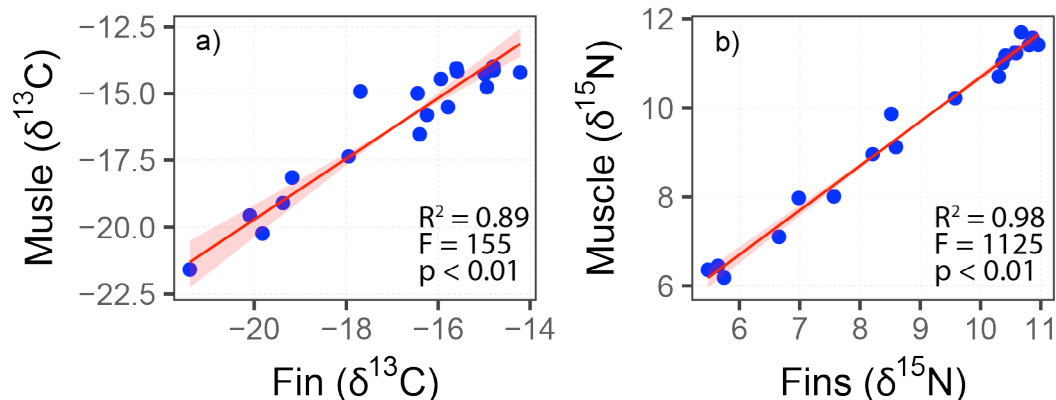 a)
Musle (δ¹³C)
−12.5
−15.0
−17.5
−20.0
−22.5
R² = 0.89
F = 155
p < 0.01
−20 −18 −16 −14
Fin (δ¹³C)
b)
Muscle (δ¹⁵N)
12
10
8
6
R² = 0.98
F = 1125
p < 0.01
6 7 8 9 10 11
Fins (δ¹⁵N)